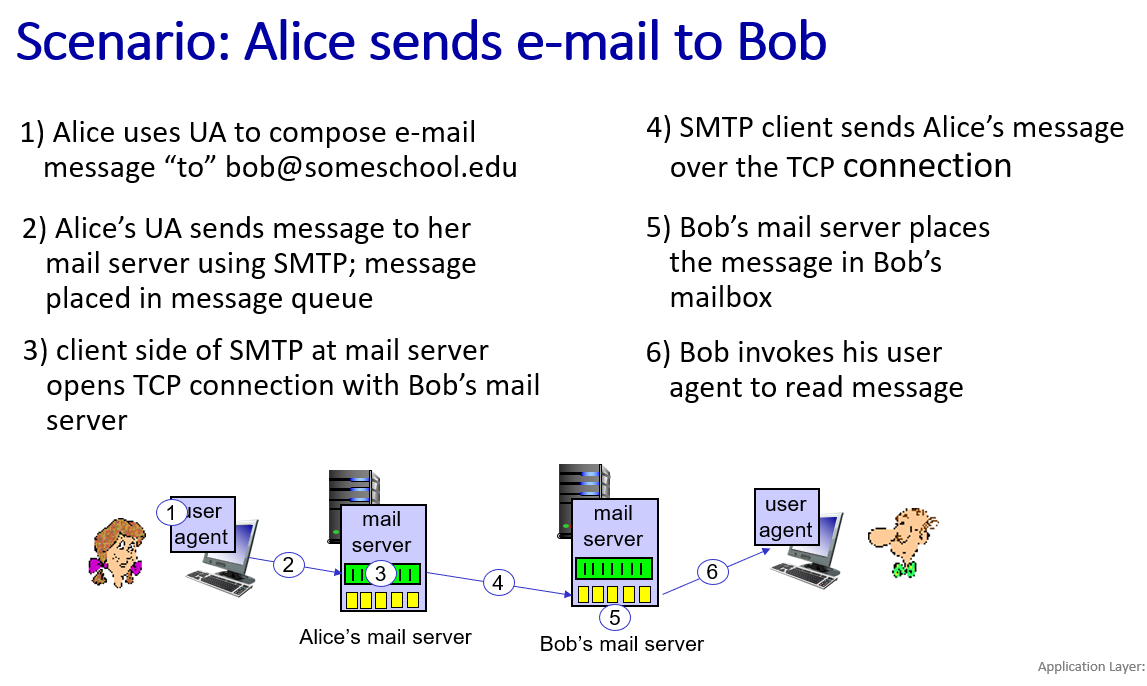 Scenario: Alice sends e-mail to Bob
1) Alice uses UA to compose e-mail
message “to” bob@someschool.edu
2) Alice’s UA sends message to her
mail server using SMTP; message
placed in message queue
3) client side of SMTP at mail server
opens TCP connection with Bob’s mail
server
4) SMTP client sends Alice’s message
over the TCP connection
5) Bob’s mail server places
the message in Bob’s
mailbox
6) Bob invokes his user
agent to read message
1
user
agent
2
mail
server
3
Alice’s mail server
4
mail
server
5
Bob’s mail server
6
user
agent
Application Layer: